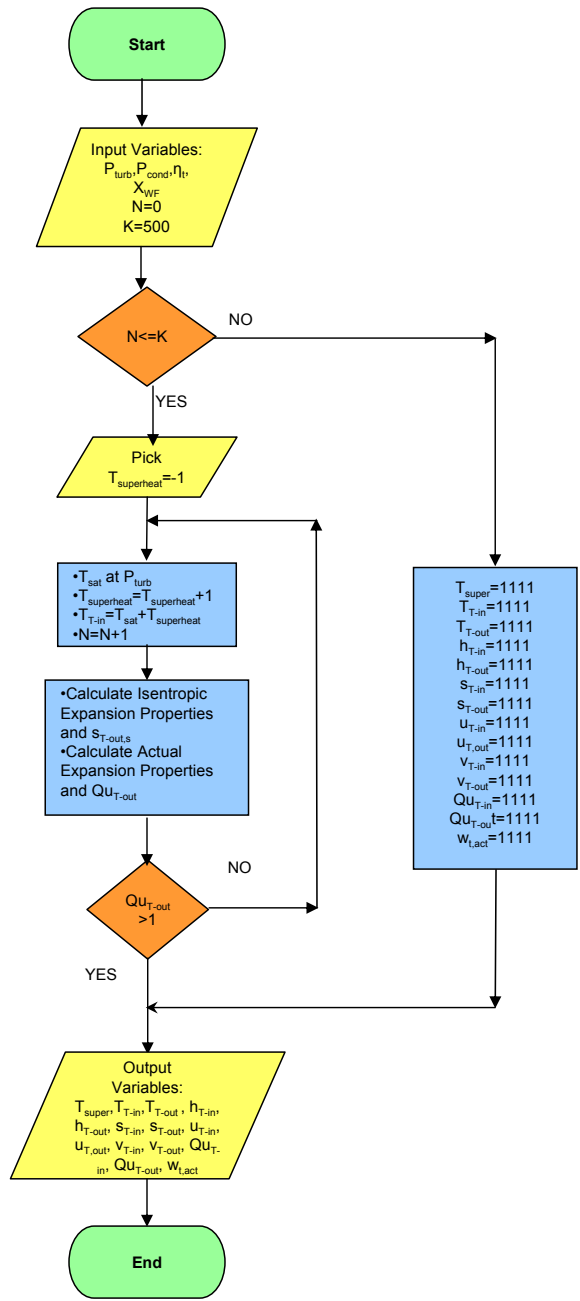 Start
Input Variables:
P_turb,P_cond,η_t,
X_WF
N=0
K=500
N<=K
NO
YES
Pick
T_superheat=-1
•T_sat at P_turb
•T_superheat=T_superheat+1
•T_T-in=T_sat+T_superheat
•N=N+1
•Calculate Isentropic
Expansion Properties
and s_T-out,s
•Calculate Actual
Expansion Properties
and Qu_T-out
NO
Qu_T-out
>1
YES
T_super=1111
T_T-in=1111
T_T-out=1111
h_T-in=1111
h_T-out=1111
s_T-in=1111
s_T-out=1111
u_T-in=1111
u_T,out=1111
v_T-in=1111
v_T-out=1111
Qu_T-in=1111
Qu_T-out=1111
w_t,act=1111
Output
Variables:
T_super,T_T-in,T_T-out , h_T-in,
h_T-out, s_T-in, s_T-out, u_T-in,
u_T,out, v_T-in, v_T-out, Qu_T-
in, Qu_T-out, w_t,act
End